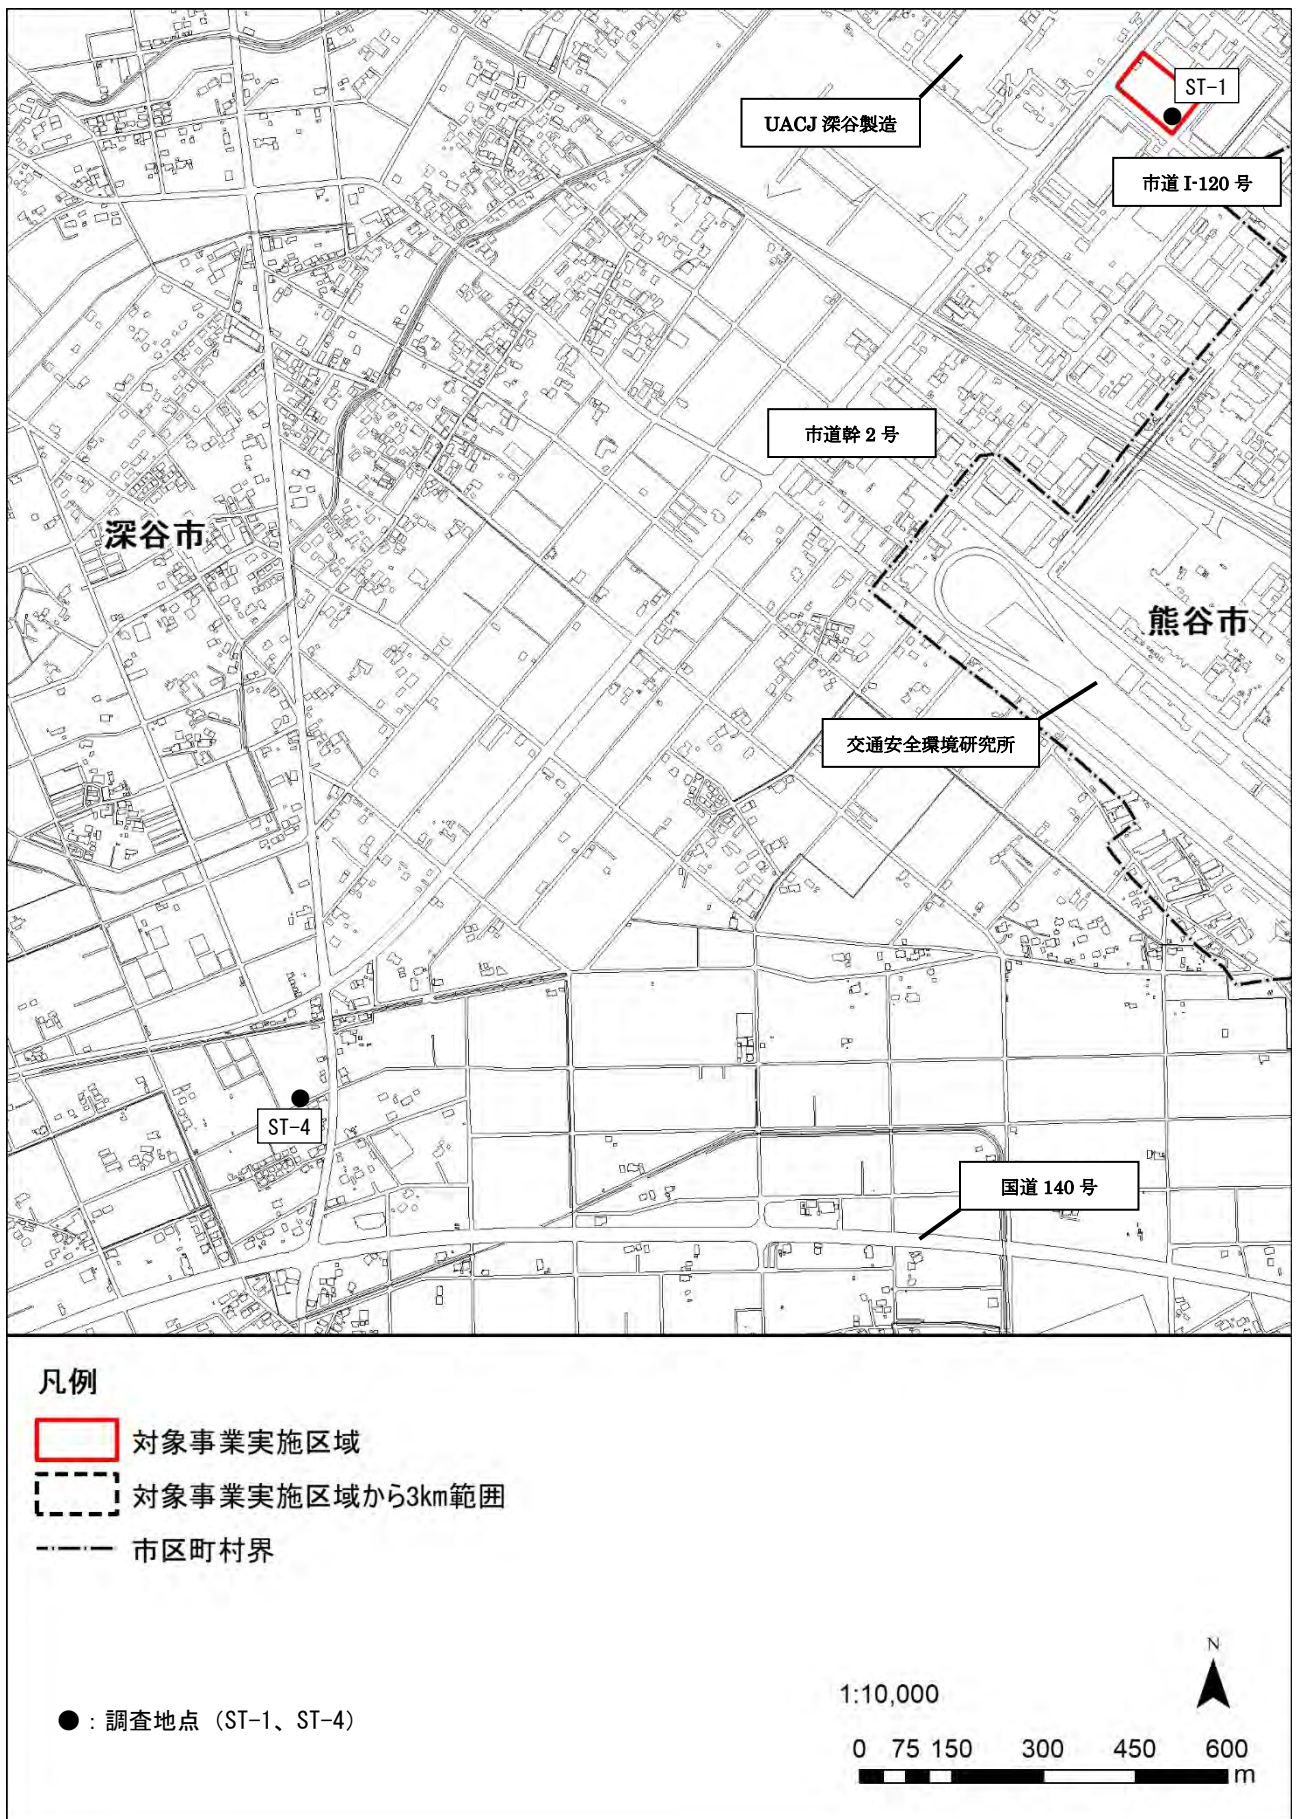 UACJ 深谷製造
ST-1
市道 I-120 号
市道幹 2 号
深谷市
熊谷市
交通安全環境研究所
ST-4
国道 140 号
凡例
対象事業実施区域
対象事業実施区域から3km範囲
市区町村界
●：調査地点（ST-1、ST-4）
N
1:10,000
0 75 150 300 450 600
m